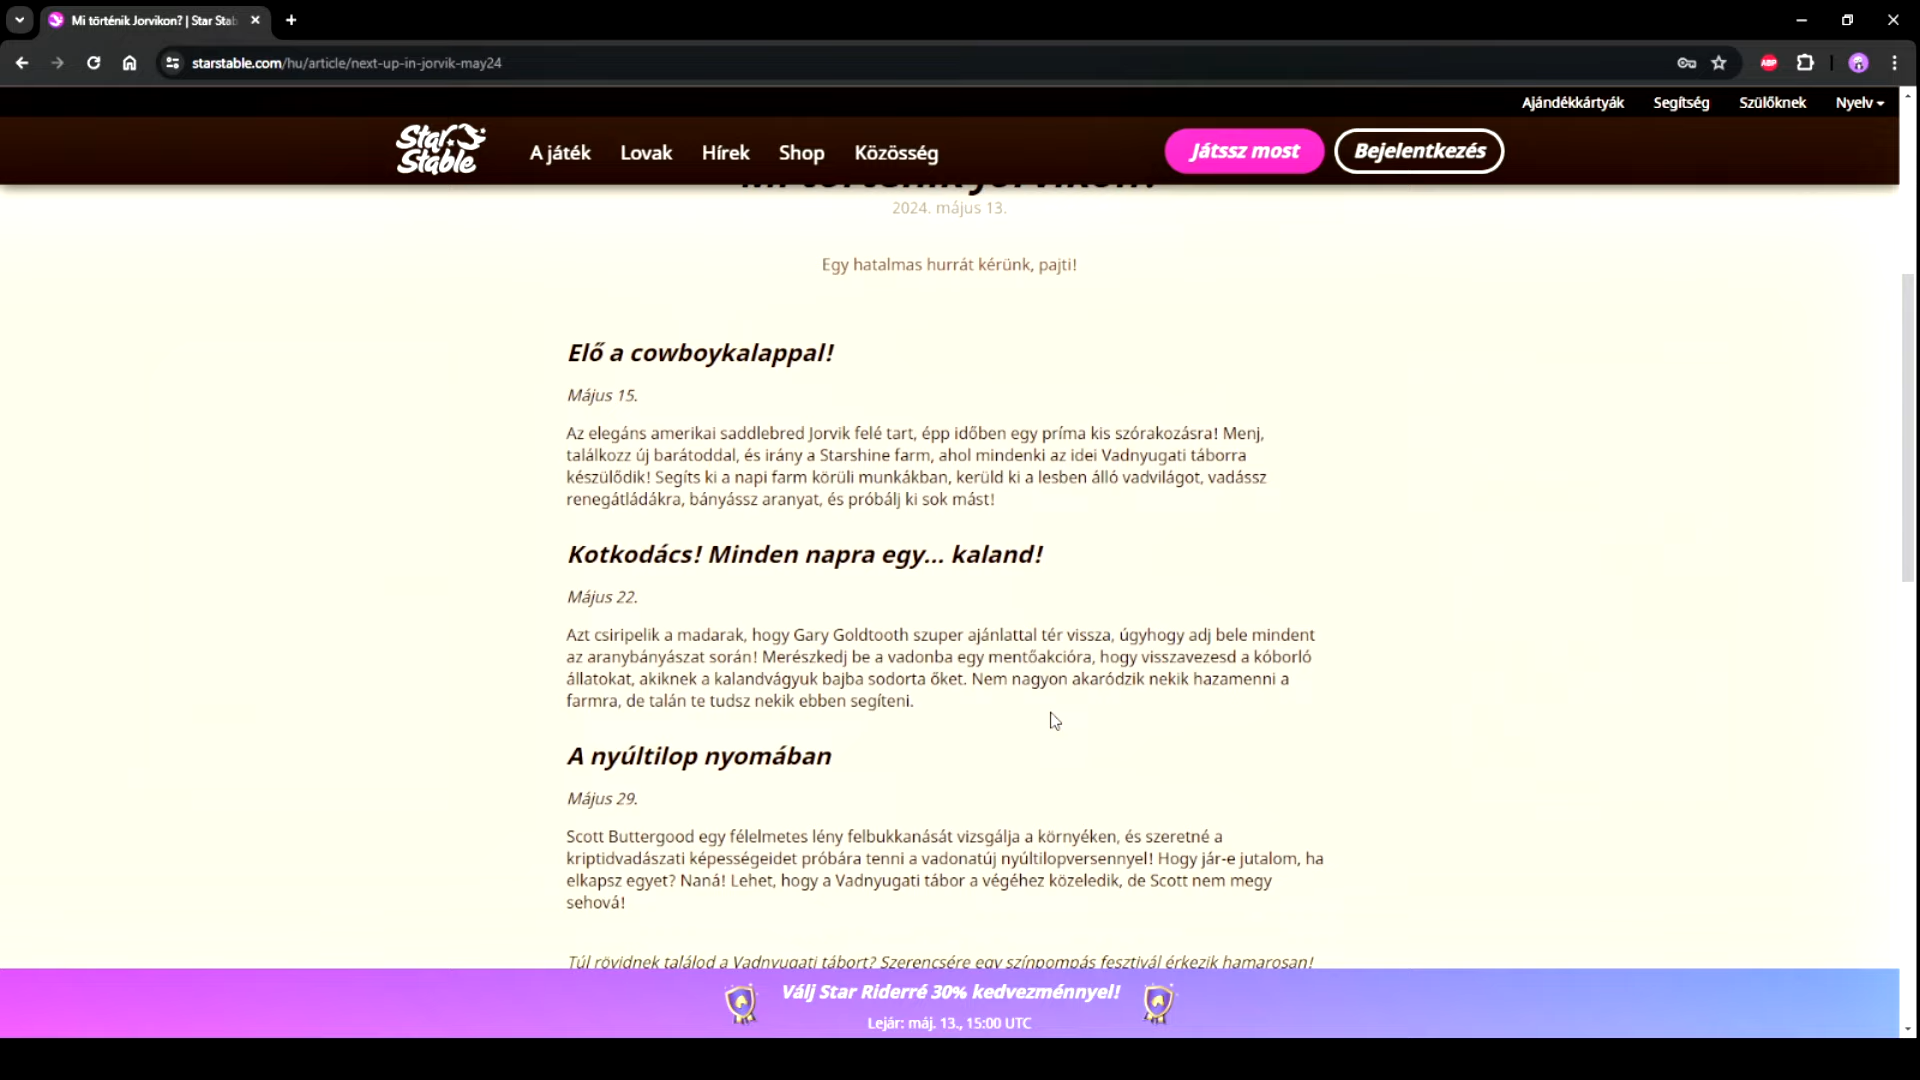 Mi történik Jorvikon? | Star Stab
starstable.com/hu/article/next-up-in-jorvik-may24
ABP
Ajándékkártyák Segítség Szülőknek Nyelv
Star Stable
A játék Lovak Hírek Shop Közösség Játssz most Bejelentkezés
Mi történik Jorvikon?
2024. május 13.
Egy hatalmas hurrát kérünk, pajti!
Elő a cowboykalappal!
Május 15.
Az elegáns amerikai saddlebred Jorvik felé tart, épp időben egy príma kis szórakozásra! Menj,
találkozz új barátoddal, és irány a Starshine farm, ahol mindenki az idei Vadnyugati táborra
készülődik! Segíts ki a napi farm körüli munkákban, kerüld ki a lesben álló vadvilágot, vadássz
renegátládákra, bányássz aranyat, és próbálj ki sok mást!
Kotkodács! Minden napra egy... kaland!
Május 22.
Azt csiripelik a madarak, hogy Gary Goldtooth szuper ajánlattal tér vissza, úgyhogy adj bele mindent
az aranybányászat során! Merészkedj be a vadonba egy mentőakcióra, hogy visszavezesd a kóborló
állatokat, akiknek a kalandvágyuk bajba sodorta őket. Nem nagyon akaródzik nekik hazamenni a
farmra, de talán te tudsz nekik ebben segíteni.
A nyúltilop nyomában
Május 29.
Scott Buttergood egy félelmetes lény felbukkanását vizsgálja a környéken, és szeretné a
kriptidvadászati képességeidet próbára tenni a vadonatúj nyúltilopversennyel! Hogy jár-e jutalom, ha
elkapsz egyet? Naná! Lehet, hogy a Vadnyugati tábor a végéhez közeledik, de Scott nem megy
sehová!
Túl rövidnek találod a Vadnyugati tábort? Szerencsére egy színpompás fesztivál érkezik hamarosan!
Válj Star Riderré 30% kedvezménnyel!
Lejár: máj. 13., 15:00 UTC